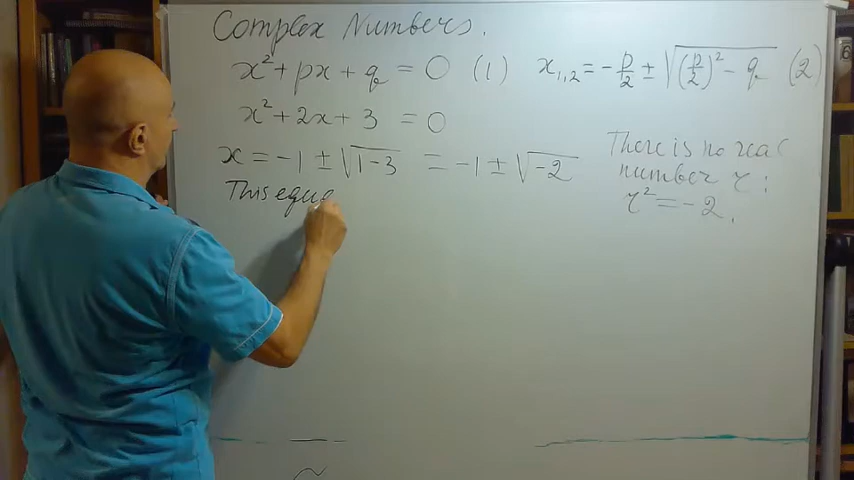 Complex Numbers.
x² + px + q = 0 (1) x₁,₂ = -p/2 ± √((p/2)² - q) (2)
x² + 2x + 3 = 0
x = -1 ± √(1-3) = -1 ± √(-2)
This equa
There is no real
number r :
r² = -2.